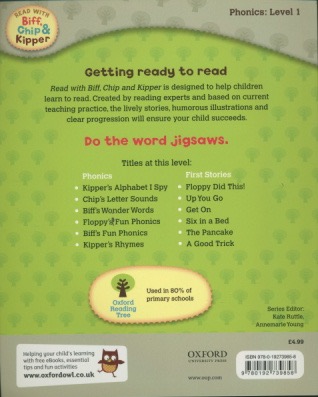 READ WITH
Biff,
Chip &
Kipper
Phonics: Level 1
Getting ready to read
Read with Biff, Chip and Kipper is designed to help children
learn to read. Created by reading experts and based on current
teaching practice, the lively stories, humorous illustrations and
clear progression will ensure your child succeeds.
Do the word jigsaws.
Titles at this level:
Phonics
Kipper's Alphabet I Spy
Chip's Letter Sounds
Biff's Wonder Words
Floppy's Fun Phonics
Biff's Fun Phonics
Kipper's Rhymes
First Stories
Floppy Did This!
Up You Go
Get On
Six in a Bed
The Pancake
A Good Trick
Oxford
Reading
Tree
Used in 80% of
primary schools
Series Editor:
Kate Ruttle,
Annemarie Young
£4.99
Helping your child's learning
with free eBooks, essential
tips and fun activities
www.oxfordowl.co.uk
OXFORD
UNIVERSITY PRESS
www.oup.com